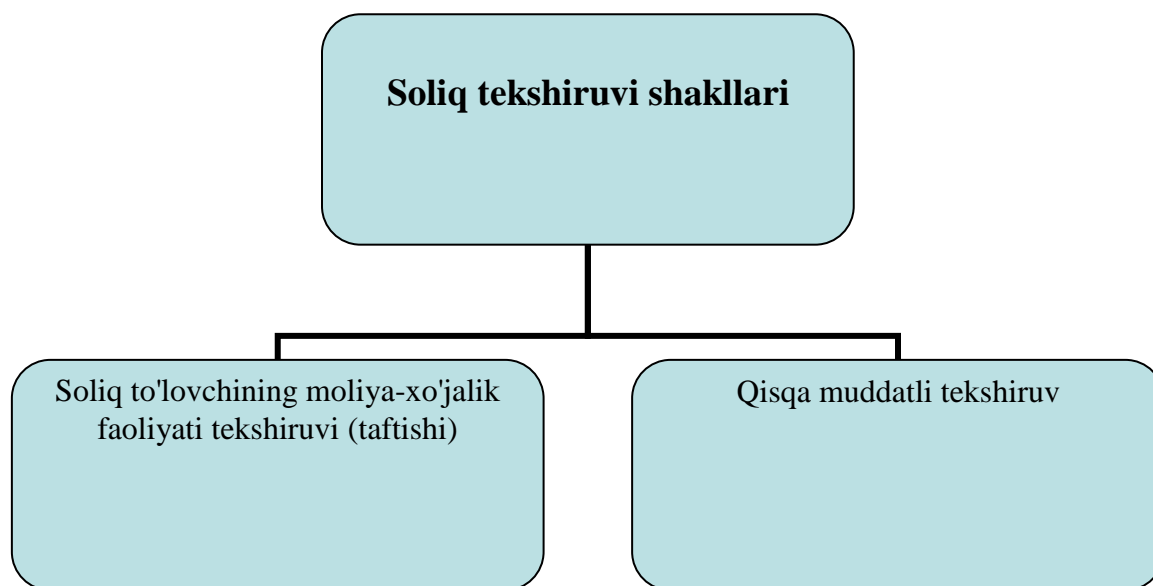 Soliq tekshiruvi shakllari
Soliq to'lovchining moliya-xo'jalik
faoliyati tekshiruvi (taftishi)
Qisqa muddatli tekshiruv